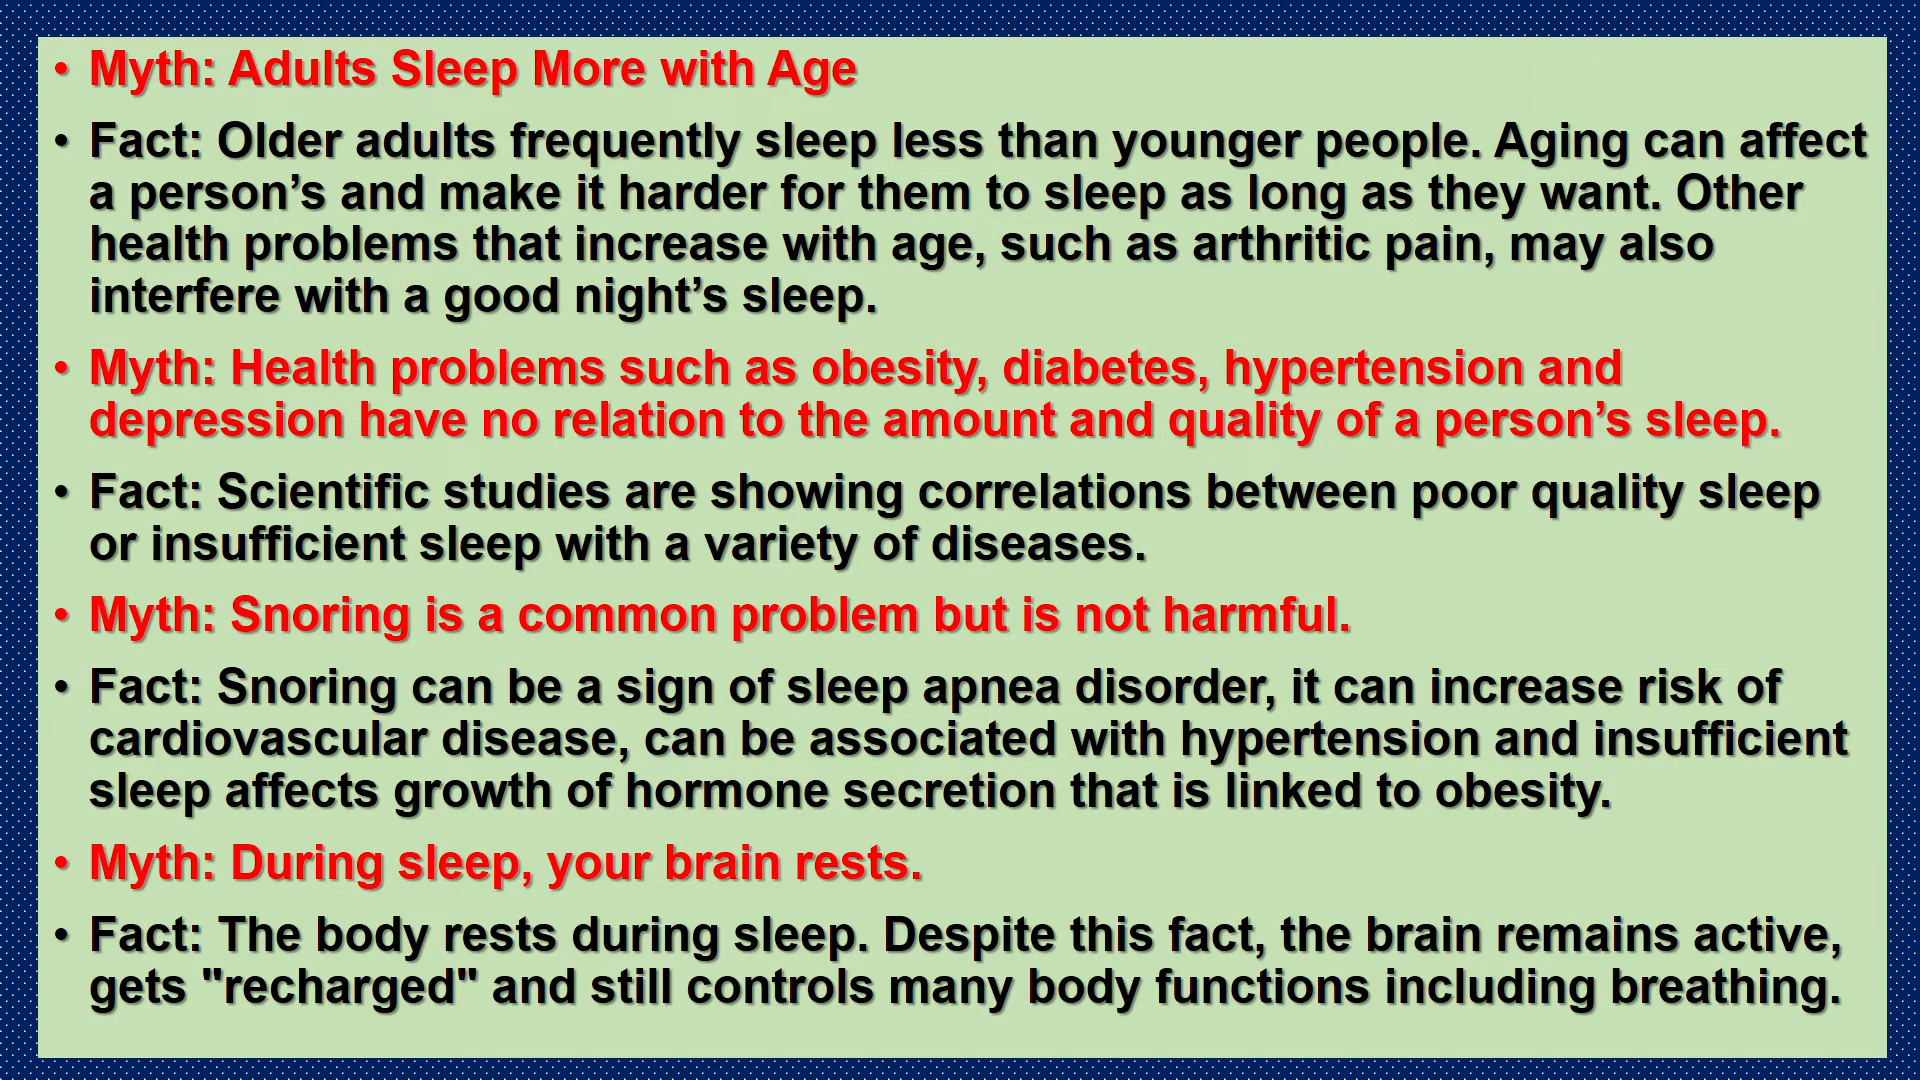 • Myth: Adults Sleep More with Age
• Fact: Older adults frequently sleep less than younger people. Aging can affect
a person’s and make it harder for them to sleep as long as they want. Other
health problems that increase with age, such as arthritic pain, may also
interfere with a good night’s sleep.
• Myth: Health problems such as obesity, diabetes, hypertension and
depression have no relation to the amount and quality of a person’s sleep.
• Fact: Scientific studies are showing correlations between poor quality sleep
or insufficient sleep with a variety of diseases.
• Myth: Snoring is a common problem but is not harmful.
• Fact: Snoring can be a sign of sleep apnea disorder, it can increase risk of
cardiovascular disease, can be associated with hypertension and insufficient
sleep affects growth of hormone secretion that is linked to obesity.
• Myth: During sleep, your brain rests.
• Fact: The body rests during sleep. Despite this fact, the brain remains active,
gets "recharged" and still controls many body functions including breathing.